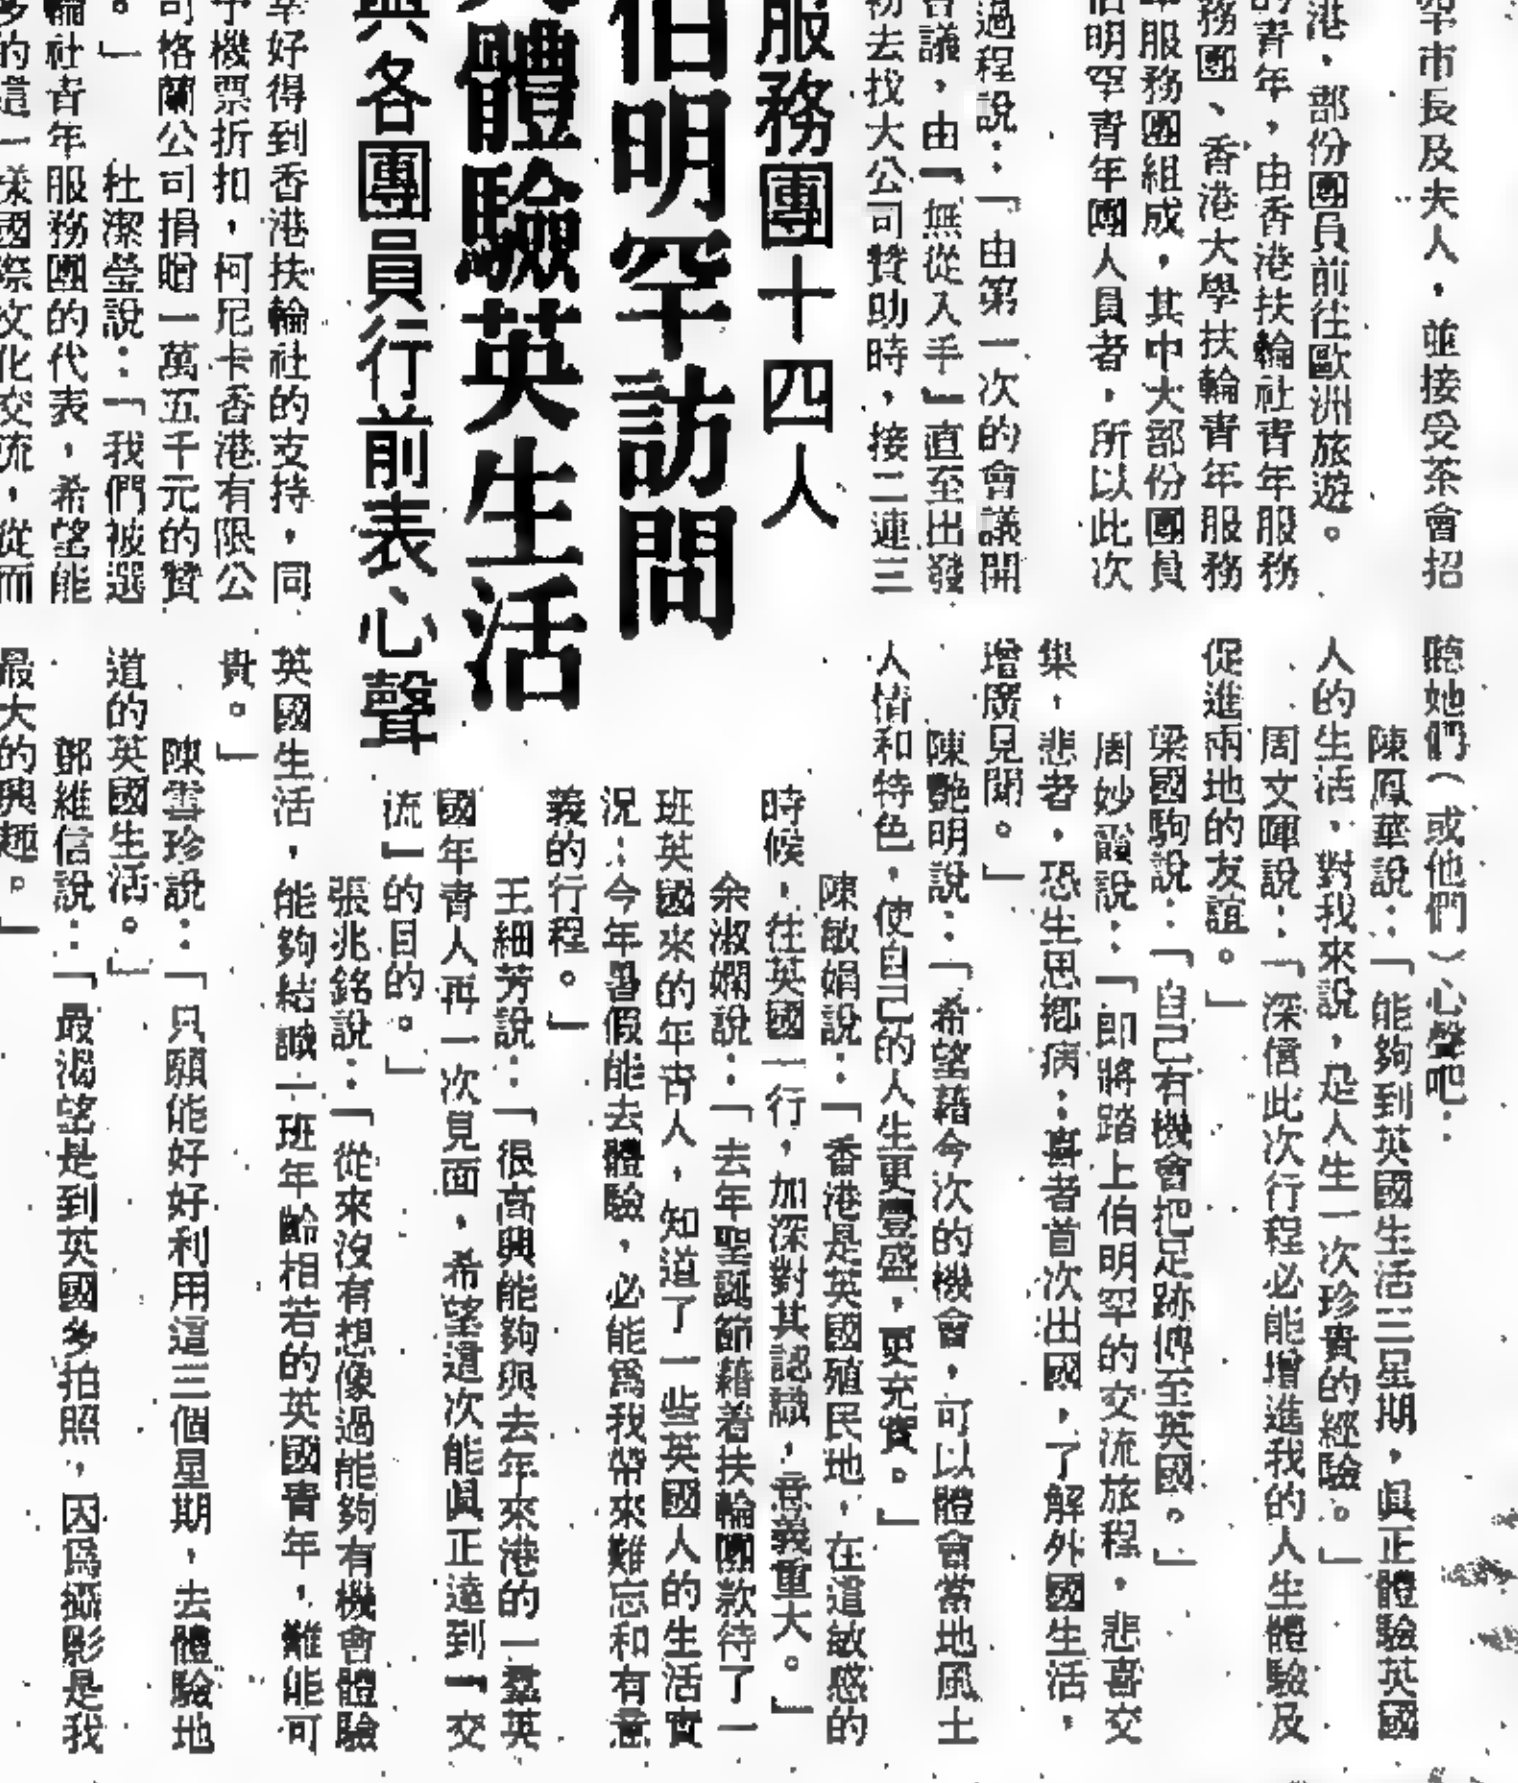 罕市長及夫人，並接受茶會招
港，部份團員前往歐洲旅遊。
的青年，由香港扶輪社青年服務
務團、香港大學扶輪青年服務
年服務團組成，其中大部份團員
伯明罕青年團人員者，所以此次
過程說：「由第一次的會議開
會議，由「無從入手」直至出發
初去找大公司贊助時，接二連三
服務團十四人
伯明罕訪問
體驗英生活
與各團員行前表心聲
幸好得到香港扶輪社的支持，同
機票折扣，柯尼卡香港有限公
司格蘭公司捐贈一萬五千元的贊
。」
杜潔瑩說：「我們被選
輪社青年服務團的代表，希望能
多的這一樣國際文化交流，從而
聽她們（或他們）心聲吧：
陳鳳華說：「能夠到英國生活三星期，眞正體驗英國
人的生活，對我來說，是人生一次珍貴的經驗。」
周文暉說：「深信此次行程必能增進我的人生體驗及
促進兩地的友誼。」
梁國駒說：「自己有機會把足跡傳至英國。」
周妙霞說：「即將踏上伯明罕的交流旅程，悲喜交
集，悲者，恐生思鄉病；喜者首次出國，了解外國生活，
增廣見聞。」
陳艷明說：「希望藉今次的機會，可以體會當地風土
人情和特色，使自己的人生更豐盛，更充實。」
陳敏娟說：「香港是英國殖民地，在這敏感的
時候，往英國一行，加深對其認識，意義重大。」
余淑嫻說：「去年聖誕節藉着扶輪團款待了一
班英國來的年青人，知道了一些英國人的生活實
況；今年暑假能去體驗，必能爲我帶來難忘和有意
義的行程。」
王細芳說：「很高興能夠與去年來港的一羣英
國年青人再一次見面，希望這次能眞正達到「交
流」的目的。」
張兆銘說：「從來沒有想像過能夠有機會體驗
英國生活，能夠結識一班年齡相若的英國青年，難能可
貴。」
陳雪珍說：「只願能好好利用這三個星期，去體驗地
道的英國生活。」
鄧維信說：「最渴望是到英國多拍照，因爲攝影是我
最大的興趣。」